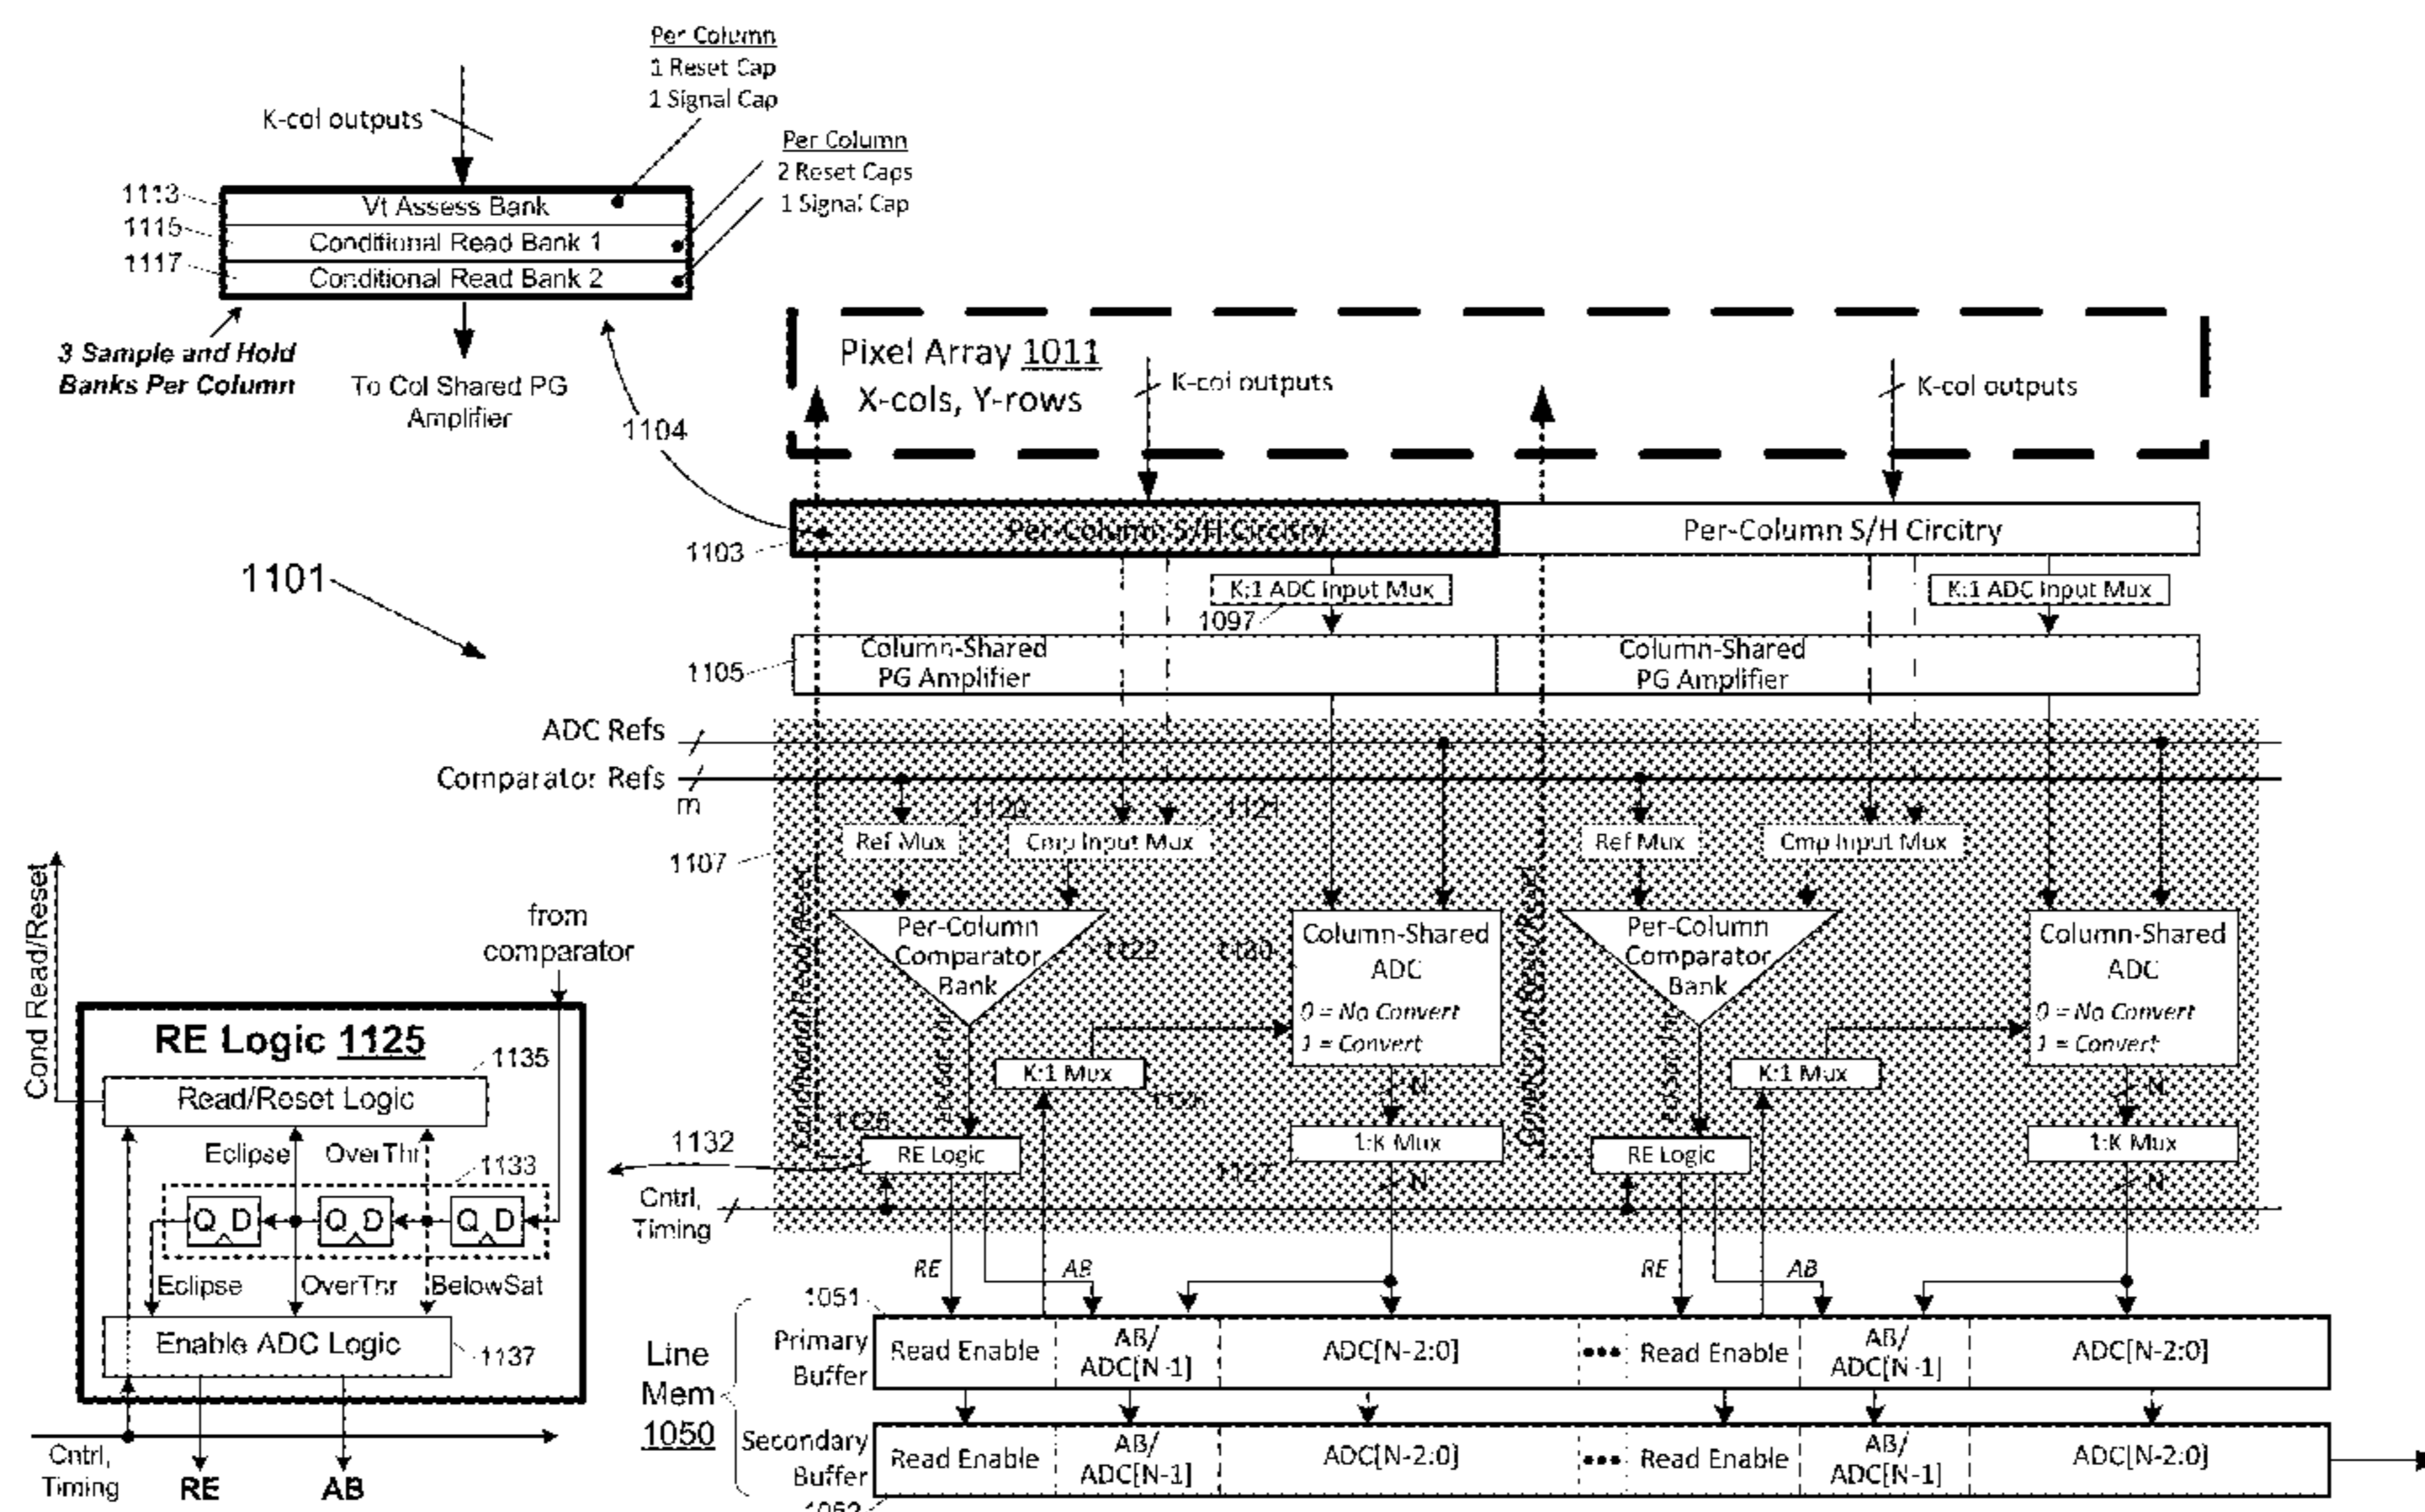 Per Column
1 Reset Cap
1 Signal Cap
K-col outputs
Per Column
2 Reset Caps
1 Signal Cap
1113
Vt Assess Bank
1115
Conditional Read Bank 1
1117
Conditional Read Bank 2
3 Sample and Hold
Banks Per Column
To Col Shared PG
Amplifier
1104
Pixel Array 1011
X-cols, Y-rows
K-col outputs
K-col outputs
Per-Column S/H Circitry
Per-Column S/H Circitry
1103
1101
K:1 ADC Input Mux
K:1 ADC Input Mux
1097
1105
Column-Shared
PG Amplifier
Column-Shared
PG Amplifier
ADC Refs
Comparator Refs
m
1120
1121
Ref Mux
Cmp Input Mux
Ref Mux
Cmp Input Mux
1107
Conditional Read/Reset
Conditional Read/Reset
Per-Column
Comparator
Bank
1122
1130
Column-Shared
ADC
0 = No Convert
1 = Convert
Per-Column
Comparator
Bank
Column-Shared
ADC
0 = No Convert
1 = Convert
K:1 Mux
K:1 Mux
N
N
1125
RE Logic
1:K Mux
1127
RE Logic
1:K Mux
N
N
1132
Cntrl,
Timing
RE
AB
RE
AB
Cond Read/Reset
from
comparator
RE Logic 1125
1135
Read/Reset Logic
Eclipse
OverThr
1133
Q D
Q D
Q D
Eclipse
OverThr
BelowSat
Enable ADC Logic
1137
Cntrl,
Timing
RE
AB
Line
Mem
1050
1051
Primary
Buffer
Read Enable
AB/
ADC[N-1]
ADC[N-2:0]
•••
Read Enable
AB/
ADC[N-1]
ADC[N-2:0]
Secondary
Buffer
Read Enable
AB/
ADC[N-1]
ADC[N-2:0]
•••
Read Enable
AB/
ADC[N-1]
ADC[N-2:0]
1052